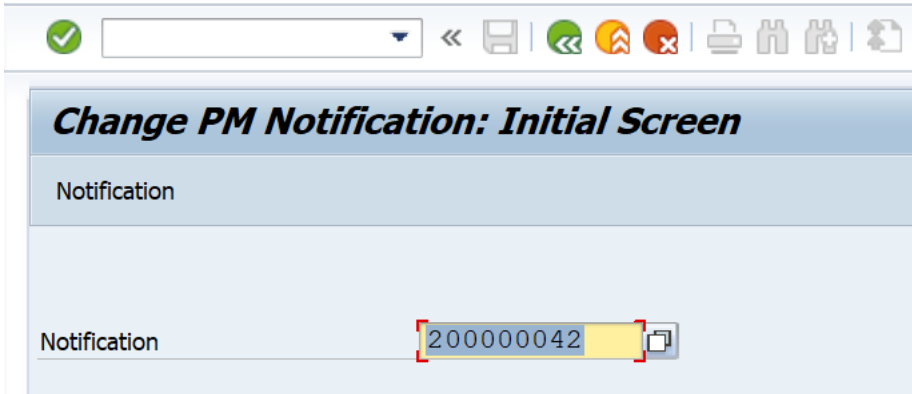 Change PM Notification: Initial Screen
Notification
Notification 200000042